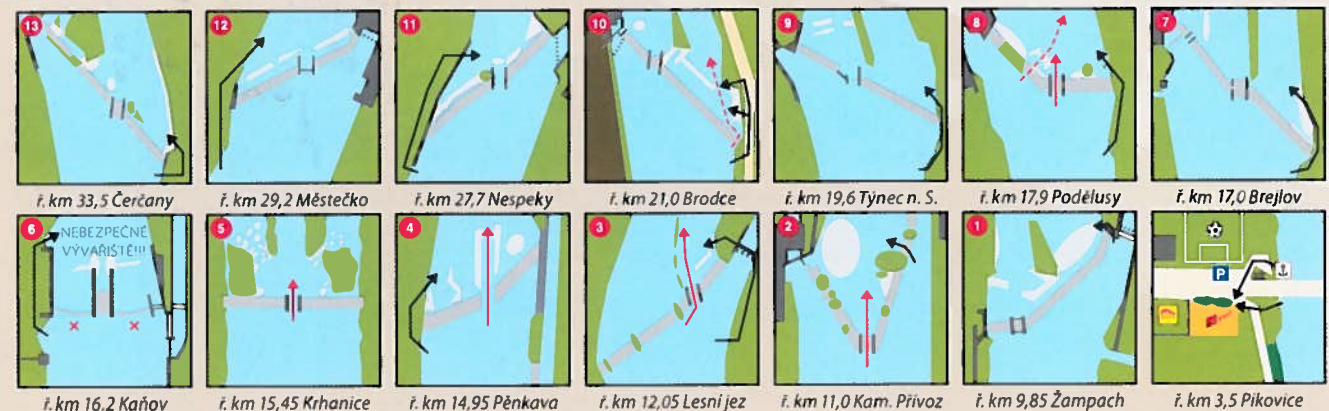 13 12 11 10 9 8 7
ř. km 33,5 Čerčany ř. km 29,2 Městečko ř. km 27,7 Nespeky ř. km 21,0 Brodce ř. km 19,6 Týnec n. S. ř. km 17,9 Podělusy ř. km 17,0 Brejlov
6 5 4 3 2 1
NEBEZPEČNÉ
VÝVAŘIŠTĚ!!!
P
ř. km 16,2 Kaňov ř. km 15,45 Krhanice ř. km 14,95 Pěnkava ř. km 12,05 Lesní jez ř. km 11,0 Kam. Přívoz ř. km 9,85 Žampach ř. km 3,5 Pikovice